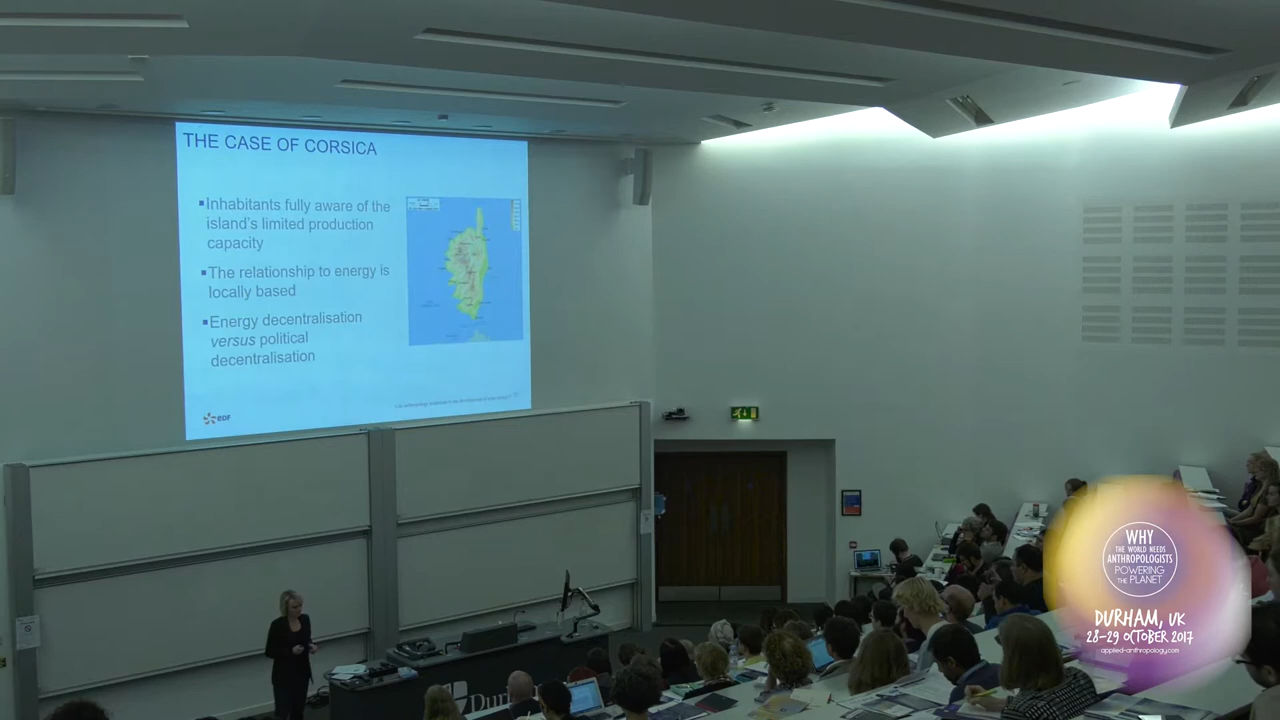 THE CASE OF CORSICA
▪Inhabitants fully aware of the
island's limited production
capacity
▪The relationship to energy is
locally based
▪Energy decentralisation
versus political
decentralisation
EDF
WHY
THE WORLD NEEDS
ANTHROPOLOGISTS
POWERING
THE PLANET
DURHAM, UK
28-29 OCTOBER 2017
applied-anthropology.com